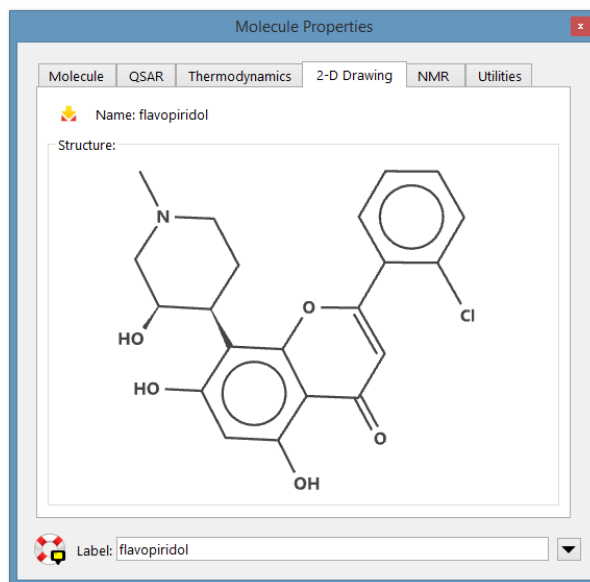 Molecule Properties
x
Molecule QSAR Thermodynamics 2-D Drawing NMR Utilities
Name: flavopiridol
Structure:
N
HO
O
Cl
HO
O
OH
Label: flavopiridol